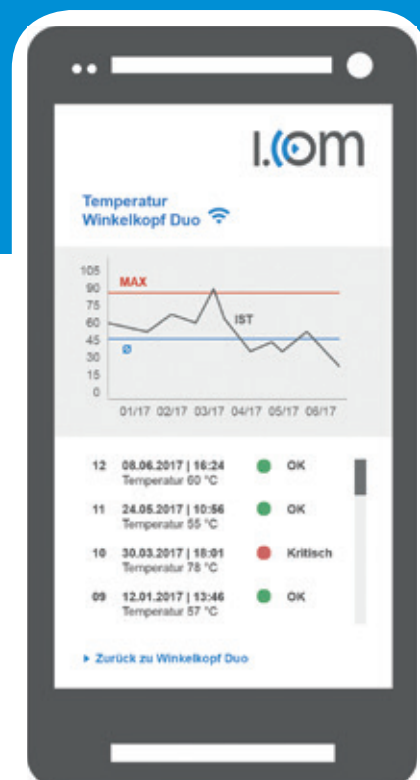 I.(om
Temperatur
Winkelkopf Duo
105
90
75
60
45
30
15
0
MAX
IST
Ø
01/17 02/17 03/17 04/17 05/17 06/17
12 08.06.2017 | 16:24 OK
Temperatur 60 °C
11 24.05.2017 | 10:56 OK
Temperatur 55 °C
10 30.03.2017 | 18:01 Kritisch
Temperatur 78 °C
09 12.01.2017 | 13:46 OK
Temperatur 57 °C
Zurück zu Winkelkopf Duo